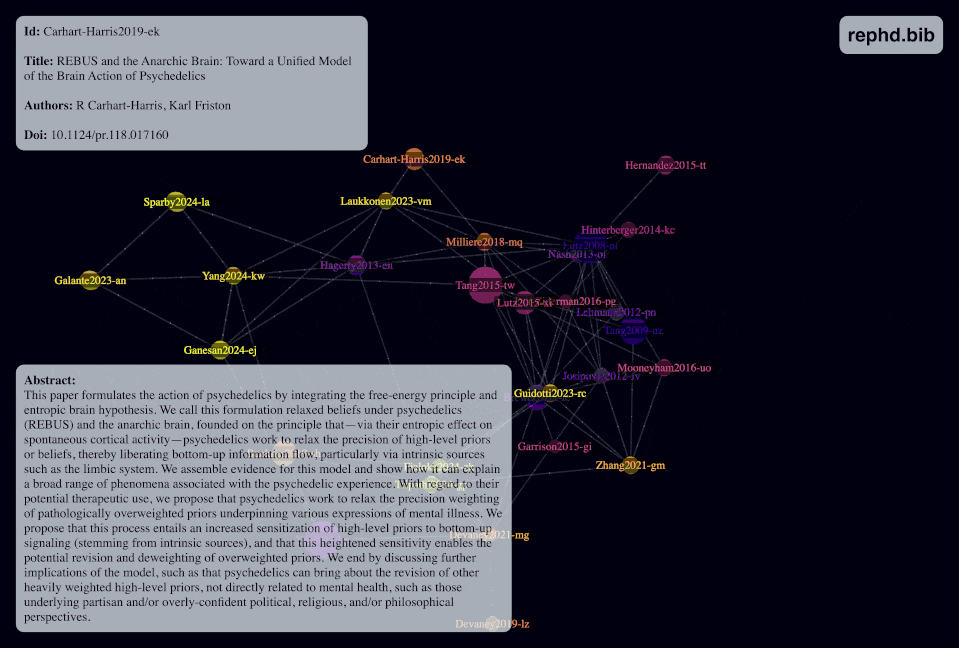 Id: Carhart-Harris2019-ek
Title: REBUS and the Anarchic Brain: Toward a Unified Model
of the Brain Action of Psychedelics
Authors: R Carhart-Harris, Karl Friston
Doi: 10.1124/pr.118.017160
rephd.bib
Carhart-Harris2019-ek
Hernandez2015-tt
Sparby2024-la
Laukkonen2023-vm
Hinterberger2014-kc
Milliere2018-mq
Lutz2008-oi
Nash2013-ol
Hagerty2013-en
Galante2023-an
Yang2024-kw
Tang2015-tw
Lehmann2012-pn
Ganesan2024-ej
Mooneyham2016-uo
Guidotti2023-rc
Garrison2015-gi
Zhang2021-gm
Abstract:
This paper formulates the action of psychedelics by integrating the free-energy principle and
entropic brain hypothesis. We call this formulation relaxed beliefs under psychedelics
(REBUS) and the anarchic brain, founded on the principle that—via their entropic effect on
spontaneous cortical activity—psychedelics work to relax the precision of high-level priors
or beliefs, thereby liberating bottom-up information flow, particularly via intrinsic sources
such as the limbic system. We assemble evidence for this model and show how it can explain
a broad range of phenomena associated with the psychedelic experience. With regard to their
potential therapeutic use, we propose that psychedelics work to relax the precision weighting
of pathologically overweighted priors underpinning various expressions of mental illness. We
propose that this process entails an increased sensitization of high-level priors to bottom-up
signaling (stemming from intrinsic sources), and that this heightened sensitivity enables the
potential revision and deweighting of overweighted priors. We end by discussing further
implications of the model, such as that psychedelics can bring about the revision of other
heavily weighted high-level priors, not directly related to mental health, such as those
underlying partisan and/or overly-confident political, religious, and/or philosophical
perspectives.
Devaney2021-mg
Devaney2019-lz